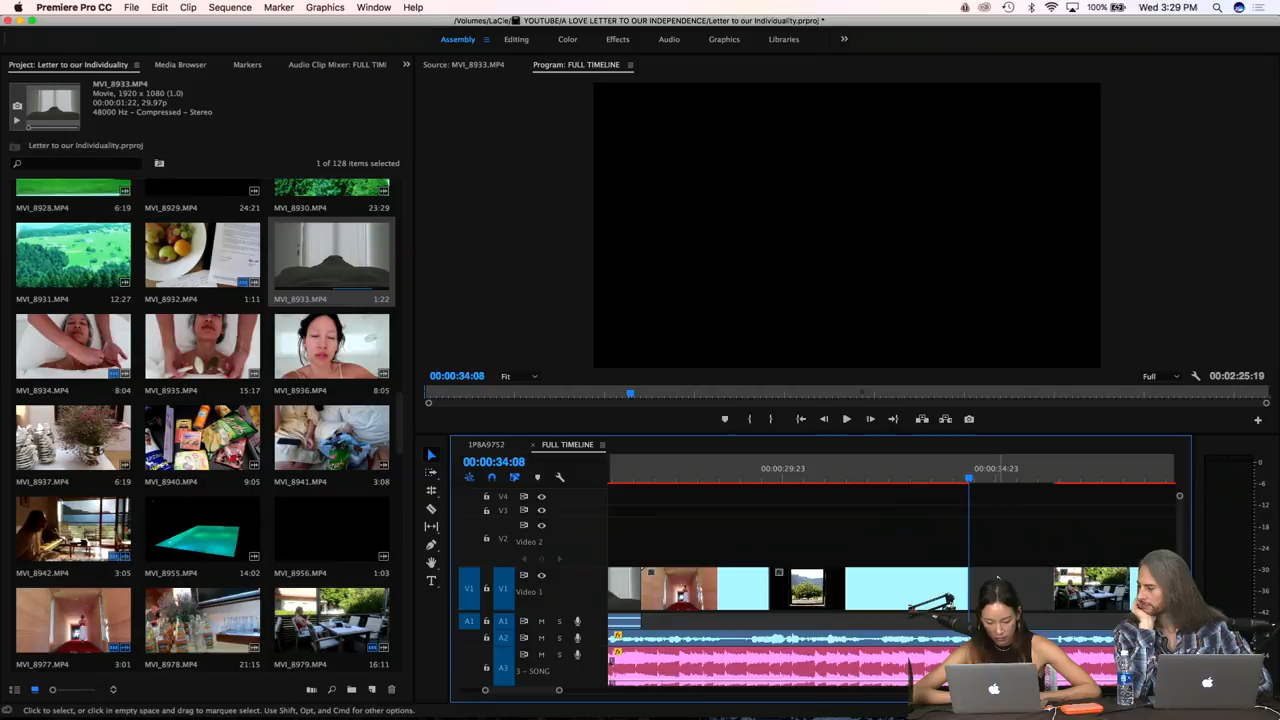 Premiere Pro CC File Edit Clip Sequence Marker Graphics Window Help 100% Wed 3:29 PM
/Volumes/LaCie/ YOUTUBE/A LOVE LETTER TO OUR INDEPENDENCE/Letter to our Individuality.prproj *
Assembly Editing Color Effects Audio Graphics Libraries
Project: Letter to our Individuality Media Browser Markers Audio Clip Mixer: FULL TIMI Source: MVI_8933.MP4 Program: FULL TIMELINE
MVI_8933.MP4
Movie, 1920 x 1080 (1.0)
00:00:01:22, 29.97p
48000 Hz - Compressed - Stereo
Letter to our Individuality.prproj
1 of 128 items selected
MVI_8928.MP4 6:19 MVI_8929.MP4 24:21 MVI_8930.MP4 23:29
MVI_8931.MP4 12:27 MVI_8932.MP4 1:11 MVI_8933.MP4 1:22
MVI_8934.MP4 8:04 MVI_8935.MP4 15:17 MVI_8936.MP4 8:05
MVI_8937.MP4 6:19 MVI_8940.MP4 9:05 MVI_8941.MP4 3:08
MVI_8942.MP4 3:05 MVI_8955.MP4 14:02 MVI_8956.MP4 1:03
MVI_8977.MP4 3:01 MVI_8978.MP4 21:15 MVI_8979.MP4 16:11
00:00:34:08 Fit Full 00:02:25:19
1P8A9752 FULL TIMELINE
00:00:34:08
00:00:29:23 00:00:34:23
V4
V3
V2
Video 2
V1 V1
Video 1
A1 A1 M S
A2 M S
A3 M S
3 - SONG
0
-6
-12
-18
-24
-30
-36
-42
-48
Click to select, or click in empty space and drag to marquee select. Use Shift, Opt, and Cmd for other options.